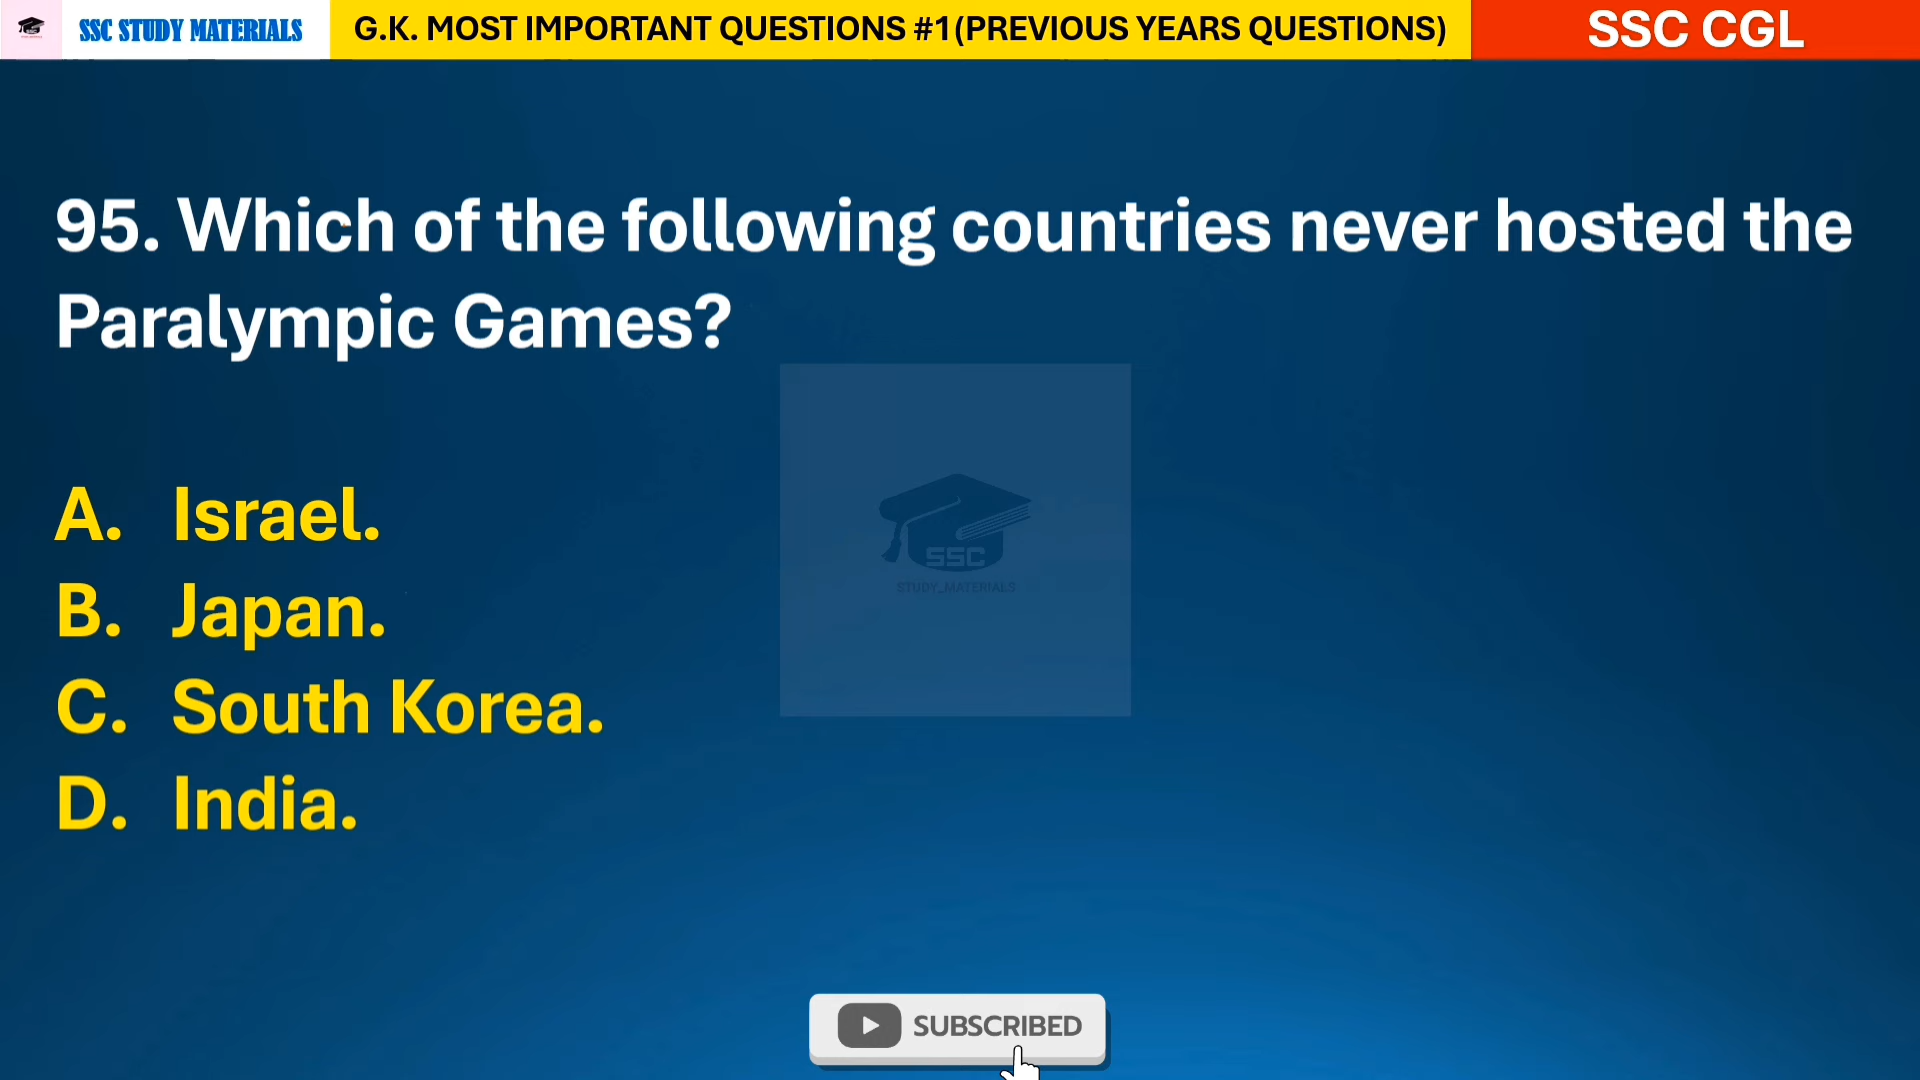 SSC STUDY MATERIALS
G.K. MOST IMPORTANT QUESTIONS #1(PREVIOUS YEARS QUESTIONS)
SSC CGL
95. Which of the following countries never hosted the
Paralympic Games?
A. Israel.
B. Japan.
C. South Korea.
D. India.
SSC
STUDY_MATERIALS
SUBSCRIBED